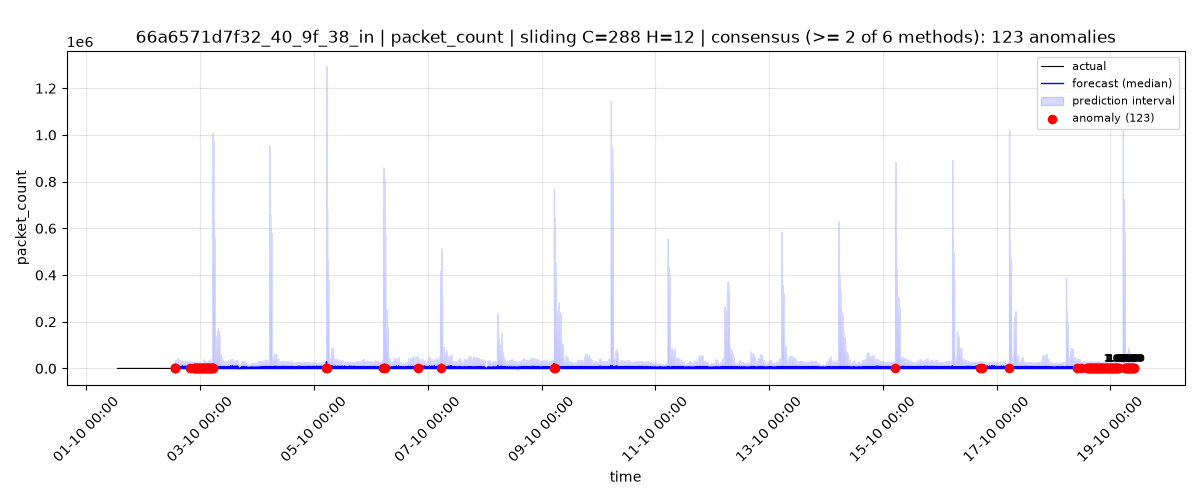 66a6571d7f32_40_9f_38_in | packet_count | sliding C=288 H=12 | consensus (>= 2 of 6 methods): 123 anomalies
1e6
actual
forecast (median)
prediction interval
anomaly (123)
1.2
1.0
0.8
0.6
0.4
0.2
0.0
packet_count
01-10 00:00
03-10 00:00
05-10 00:00
07-10 00:00
09-10 00:00
11-10 00:00
13-10 00:00
15-10 00:00
17-10 00:00
19-10 00:00
time